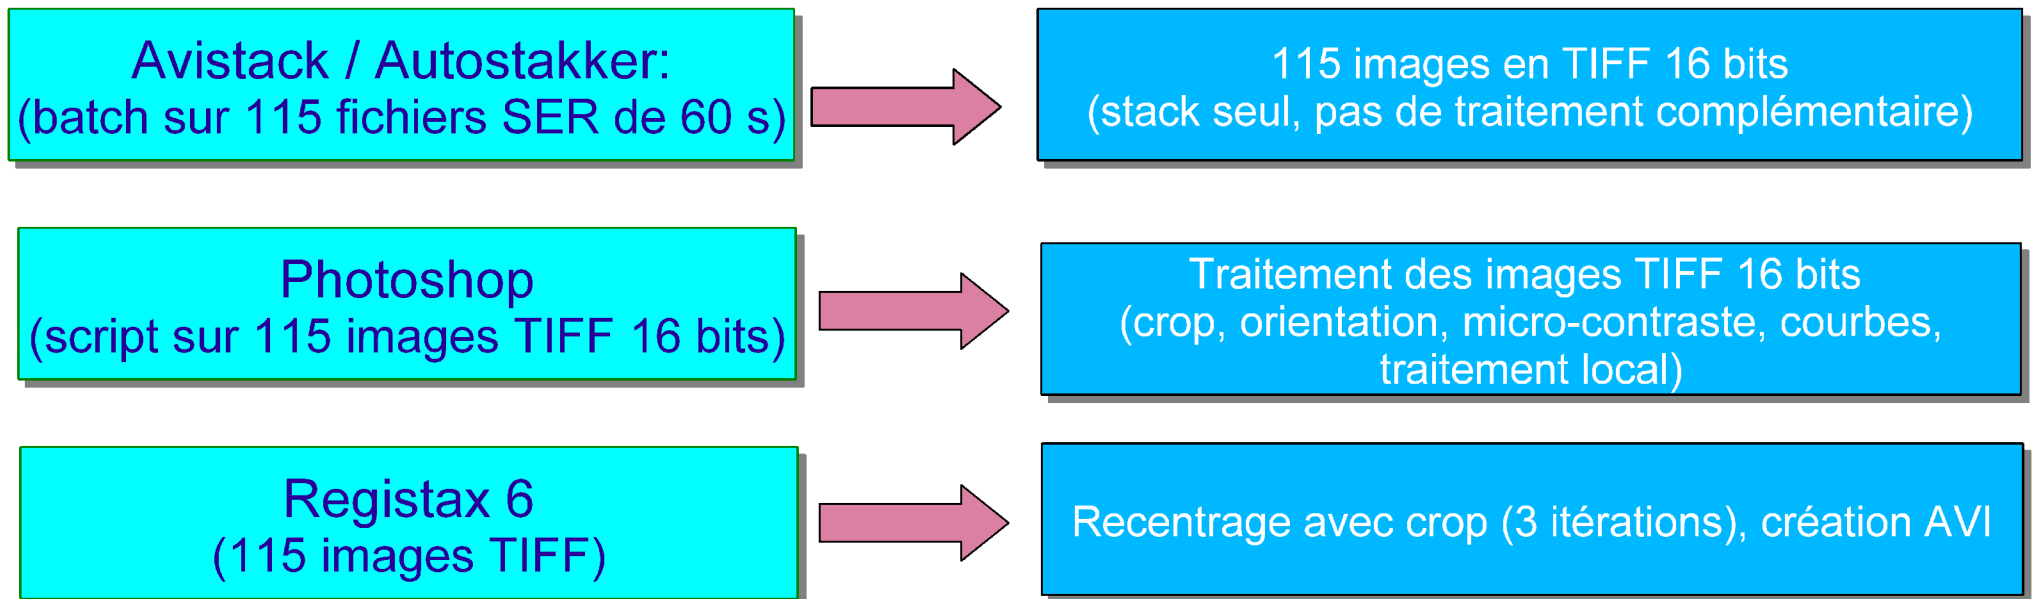 Avistack / Autostakker:
(batch sur 115 fichiers SER de 60 s)
115 images en TIFF 16 bits
(stack seul, pas de traitement complémentaire)
Photoshop
(script sur 115 images TIFF 16 bits)
Traitement des images TIFF 16 bits
(crop, orientation, micro-contraste, courbes,
traitement local)
Registax 6
(115 images TIFF)
Recentrage avec crop (3 itérations), création AVI